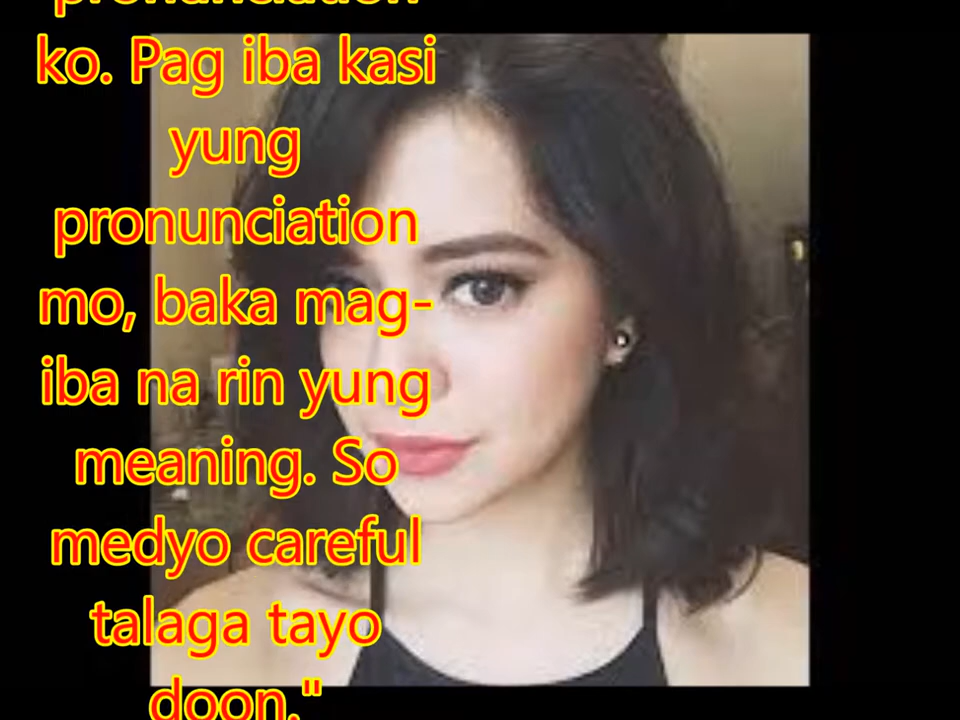 pronunciation
ko. Pag iba kasi
yung
pronunciation
mo, baka mag-
iba na rin yung
meaning. So
medyo careful
talaga tayo
doon."